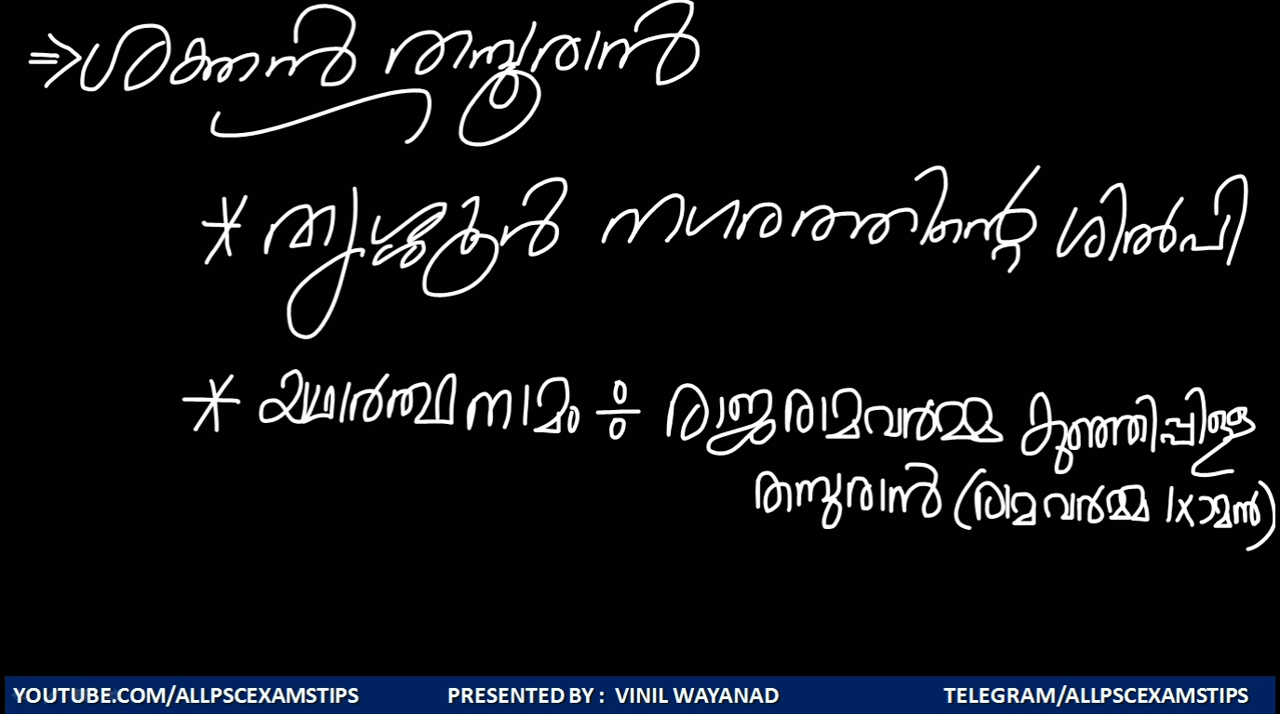 ⇒ ശക്തൻ തമ്പുരാൻ
* തൃശ്ശൂർ നഗരത്തിന്റെ ശില്പി
* യഥാർത്ഥ നാമം ÷ രാജരാമവർമ്മ കുഞ്ഞിപ്പിള്ള
തമ്പുരാൻ (രാമവർമ്മ IXാമൻ)
YOUTUBE.COM/ALLPSCEXAMSTIPS PRESENTED BY : VINIL WAYANAD TELEGRAM/ALLPSCEXAMSTIPS